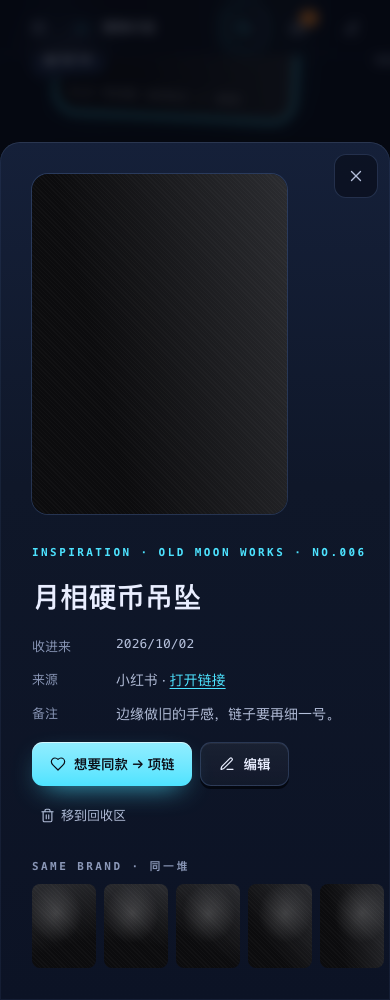 INSPIRATION · OLD MOON WORKS · NO.006
月相硬币吊坠
收进来 2026/10/02
来源 小红书 · 打开链接
备注 边缘做旧的手感，链子要再细一号。
想要同款 → 项链 编辑
移到回收区
SAME BRAND · 同一堆